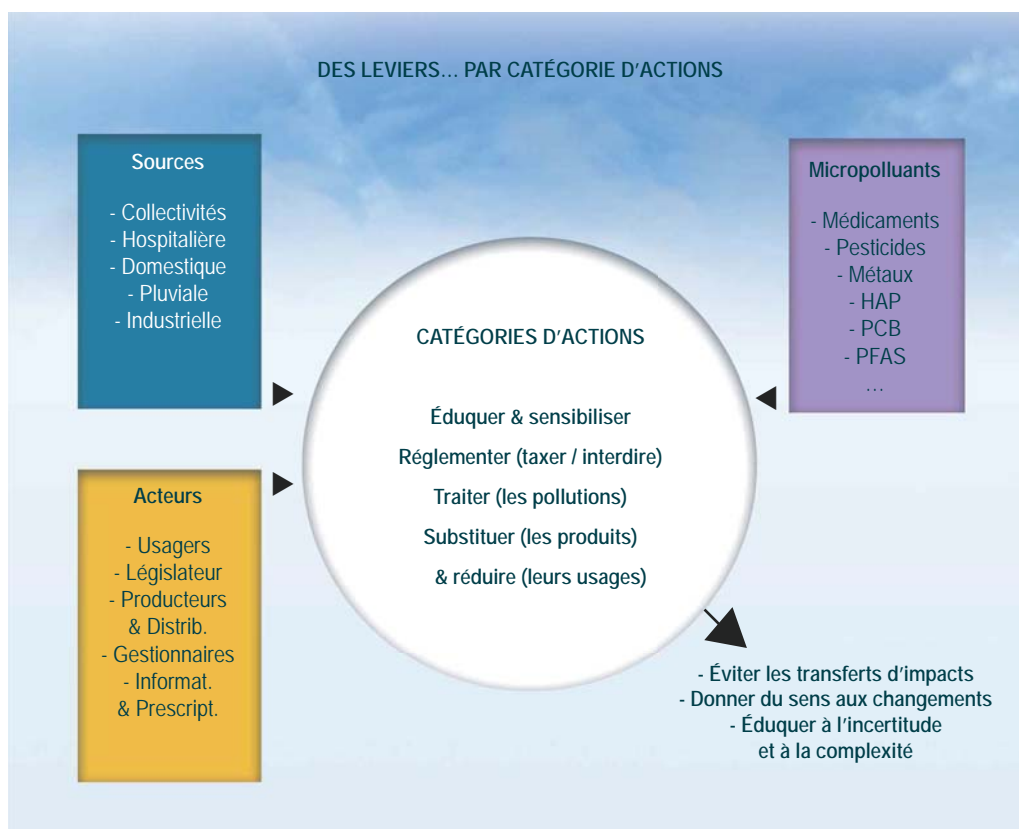 DES LEVIERS… PAR CATÉGORIE D’ACTIONS
Sources
- Collectivités
- Hospitalière
- Domestique
- Pluviale
- Industrielle
Micropolluants
- Médicaments
- Pesticides
- Métaux
- HAP
- PCB
- PFAS
…
CATÉGORIES D’ACTIONS
Éduquer & sensibiliser
Réglementer (taxer / interdire)
Traiter (les pollutions)
Substituer (les produits)
& réduire (leurs usages)
Acteurs
- Usagers
- Législateur
- Producteurs
& Distrib.
- Gestionnaires
- Informat.
& Prescript.
- Éviter les transferts d’impacts
- Donner du sens aux changements
- Éduquer à l’incertitude
et à la complexité